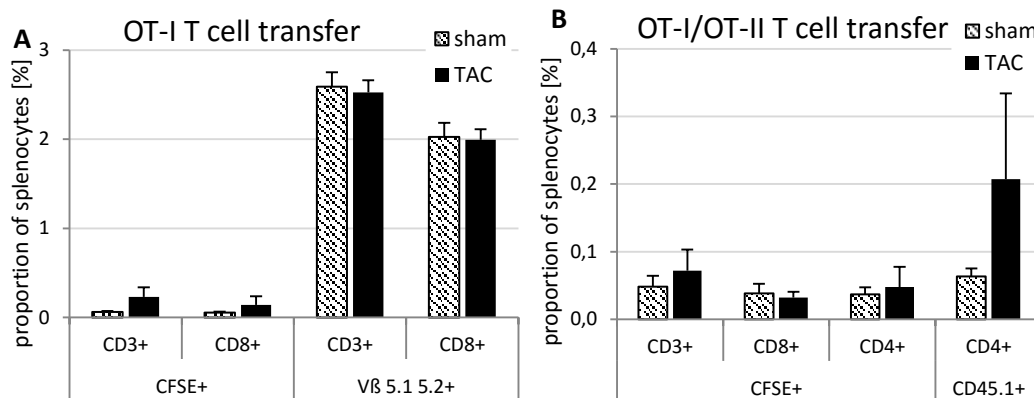 A
OT-I T cell transfer
sham
TAC
proportion of splenocytes [%]
3
2
1
0
CD3+ CD8+ CD3+ CD8+
CFSE+ Vß 5.1 5.2+
B
OT-I/OT-II T cell transfer
sham
TAC
proportion of splenocytes [%]
0,4
0,3
0,2
0,1
0,0
CD3+ CD8+ CD4+ CD4+
CFSE+ CD45.1+